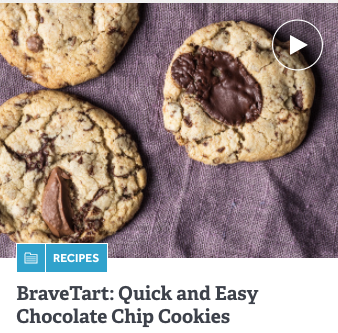 RECIPES
BraveTart: Quick and Easy
Chocolate Chip Cookies